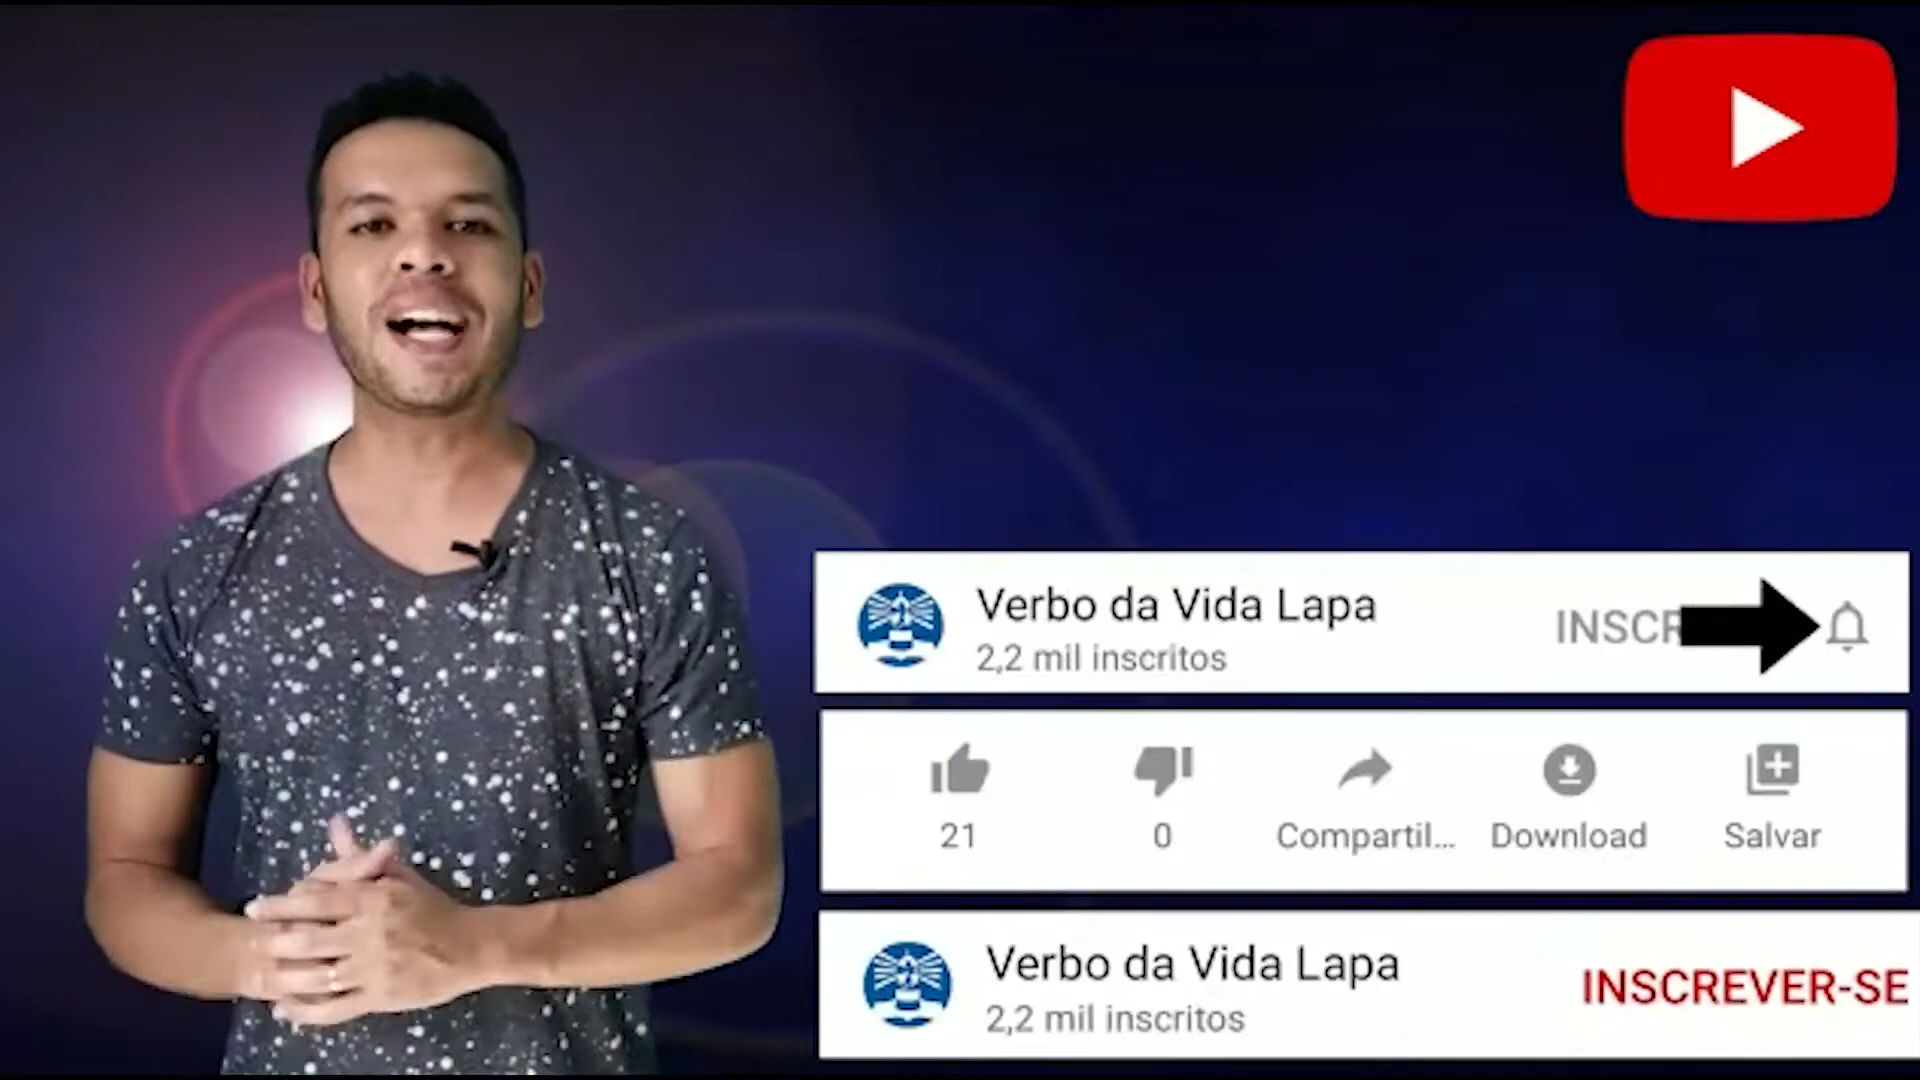 Verbo da Vida Lapa
INSCR
2,2 mil inscritos
21
0
Compartil...
Download
Salvar
Verbo da Vida Lapa
INSCREVER-SE
2,2 mil inscritos